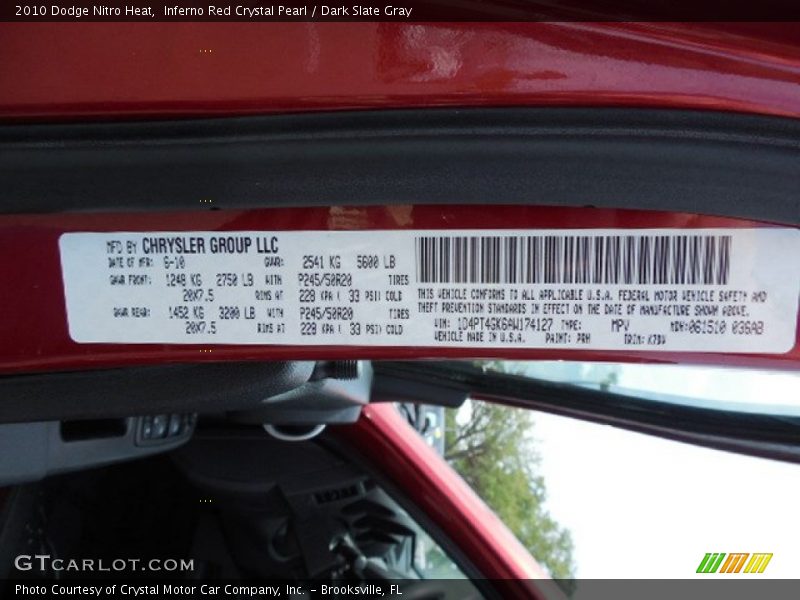 2010 Dodge Nitro Heat,  Inferno Red Crystal Pearl / Dark Slate Gray
MFD BY CHRYSLER GROUP LLC
DATE OF MFR: 6-10 GVWR: 2541 KG 5600 LB
GAWR FRONT: 1248 KG 2750 LB WITH P245/50R20 TIRES
20X7.5 RIMS AT 228 KPA ( 33 PSI) COLD
GAWR REAR: 1452 KG 3200 LB WITH P245/50R20 TIRES
20X7.5 RIMS AT 228 KPA ( 33 PSI) COLD
THIS VEHICLE CONFORMS TO ALL APPLICABLE U.S.A. FEDERAL MOTOR VEHICLE SAFETY AND
THEFT PREVENTION STANDARDS IN EFFECT ON THE DATE OF MANUFACTURE SHOWN ABOVE.
VIN: 1D4PT4GK6AW174127 TYPE: MPV MDH:061510 036AB
VEHICLE MADE IN U.S.A. PAINT: PRH TRIM:
GTCARLOT.COM
Photo Courtesy of Crystal Motor Car Company, Inc. - Brooksville, FL